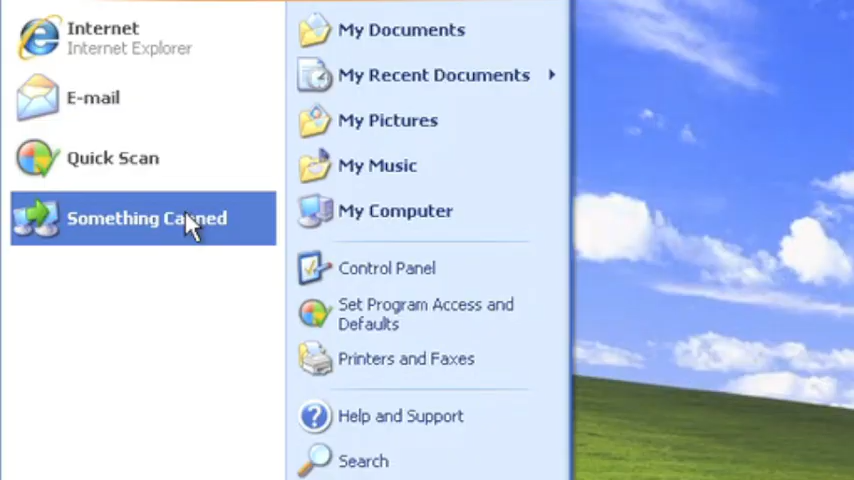 Internet
Internet Explorer
E-mail
Quick Scan
Something
My Documents
My Recent Documents
My Pictures
My Music
My Computer
Control Panel
Set Program Access and
Defaults
Printers and Faxes
Help and Support
Search